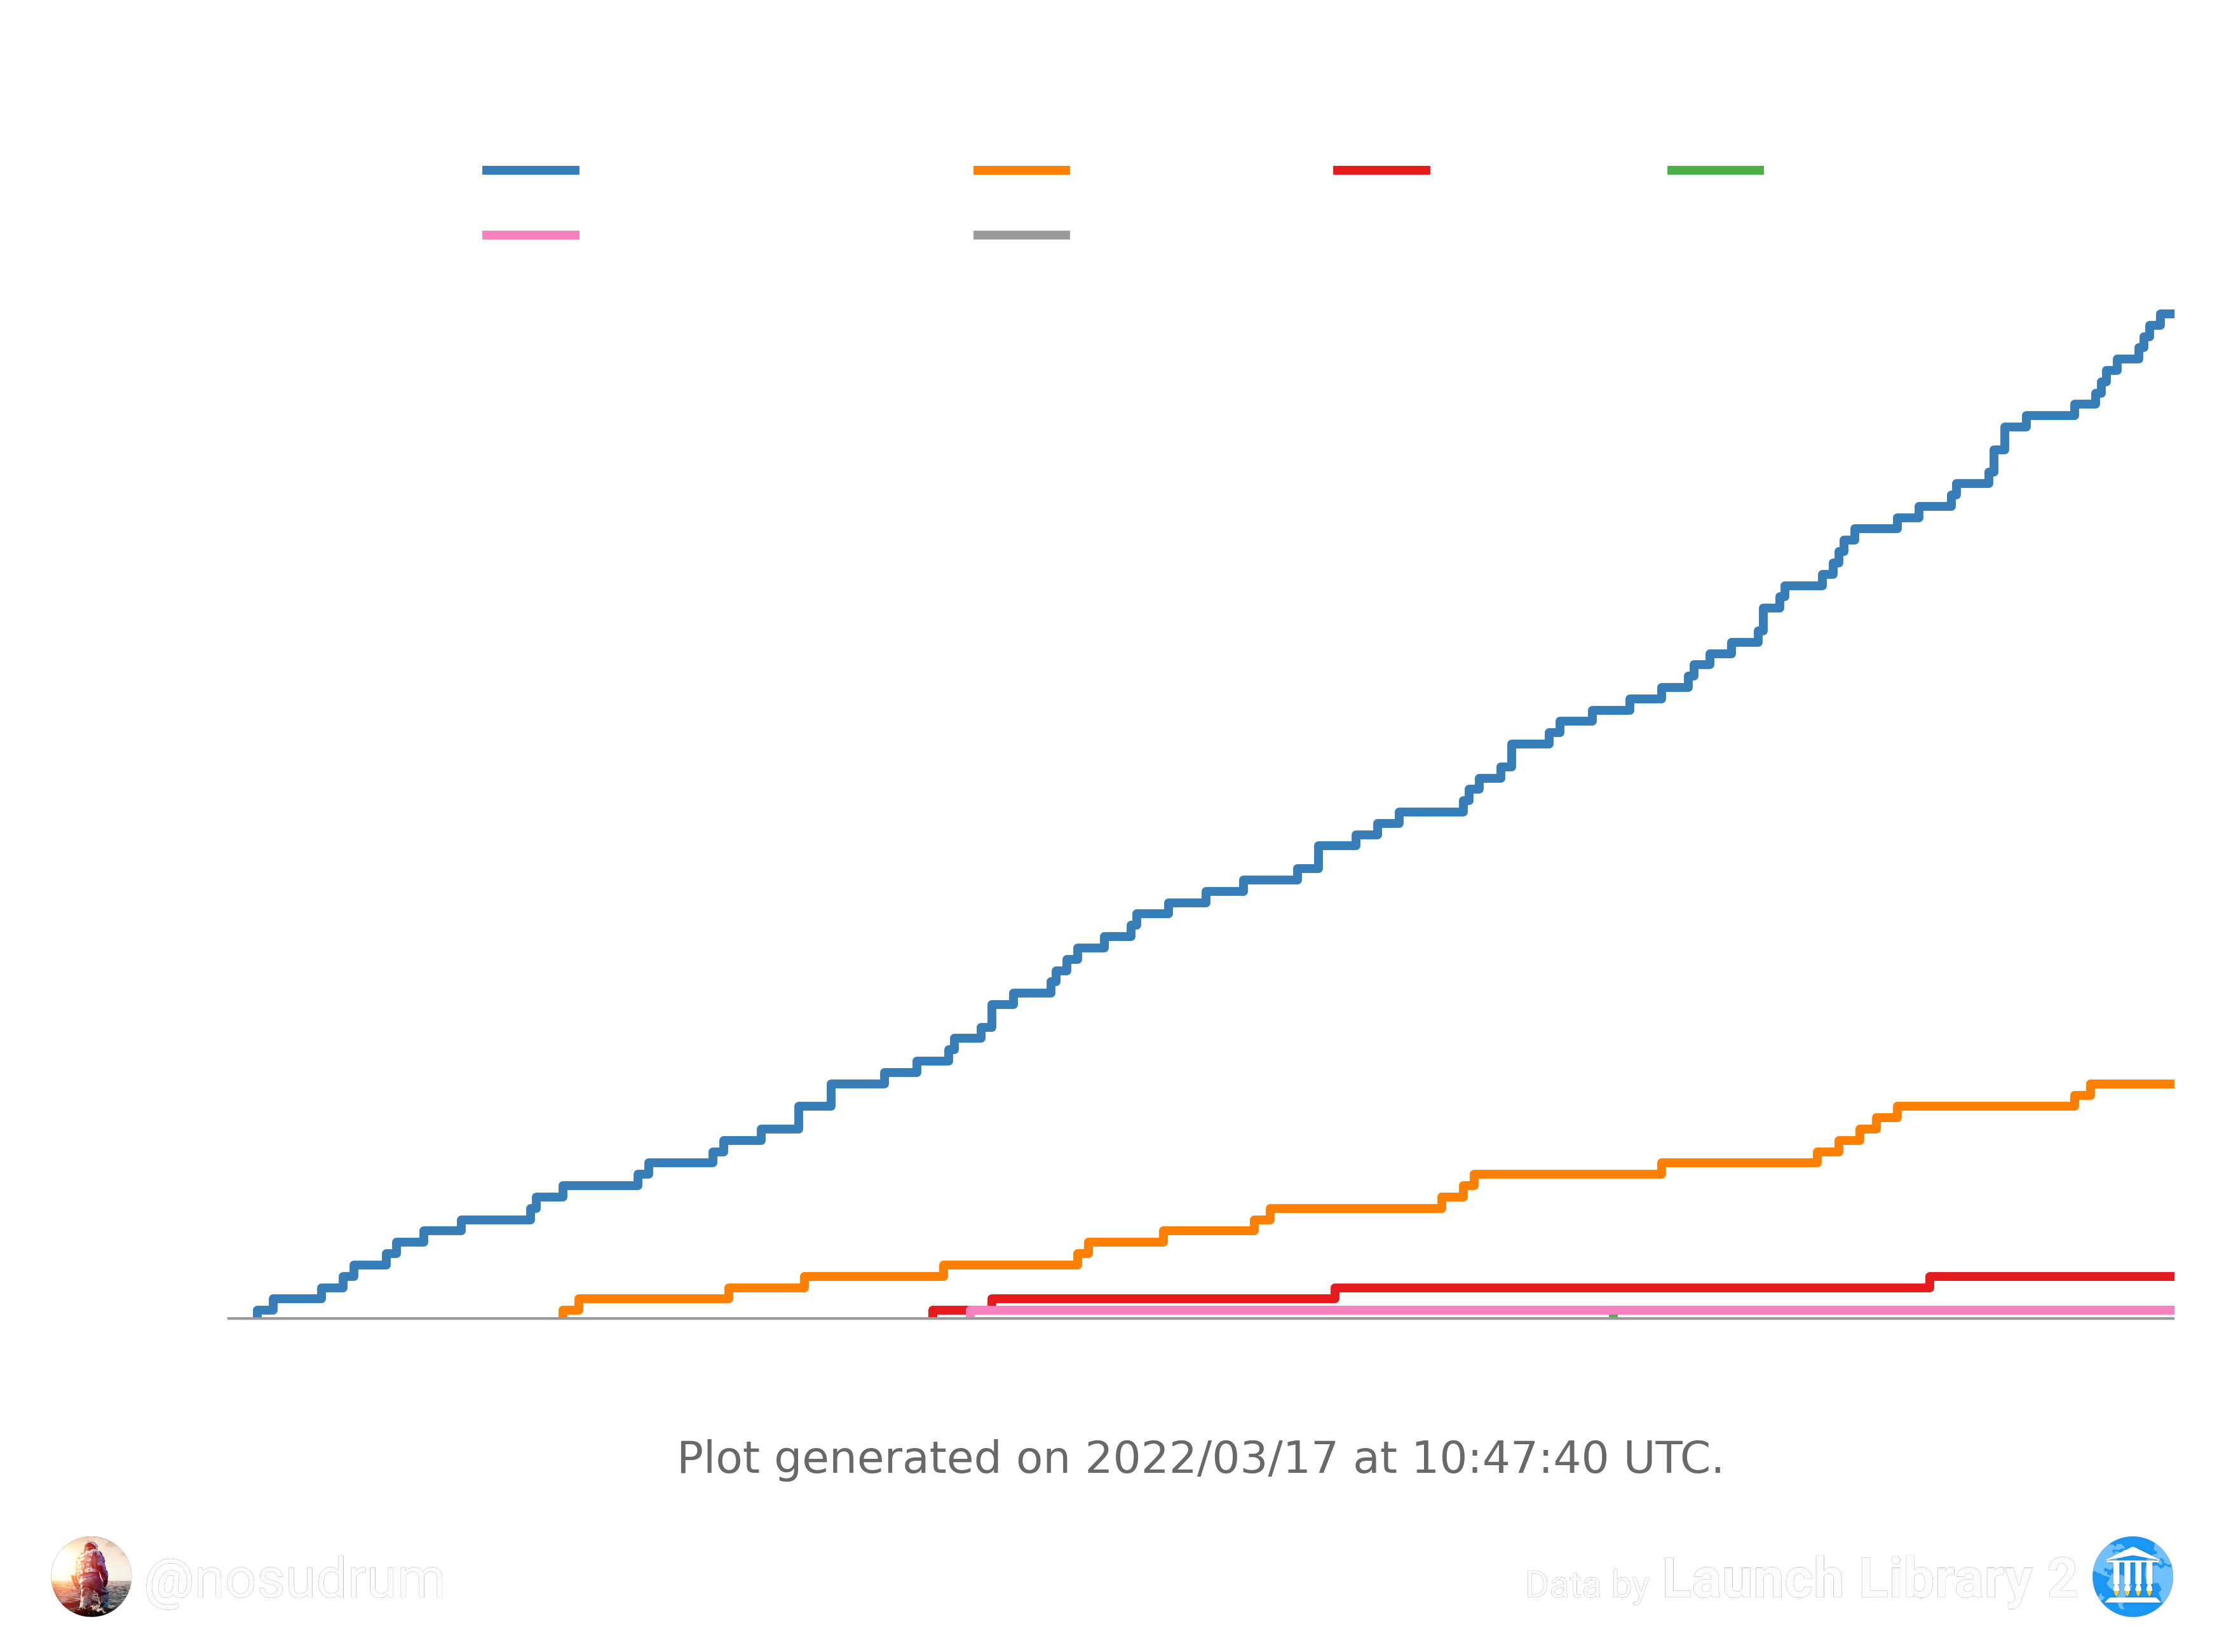 Plot generated on 2022/03/17 at 10:47:40 UTC.
@nosudrum
Data by Launch Library 2